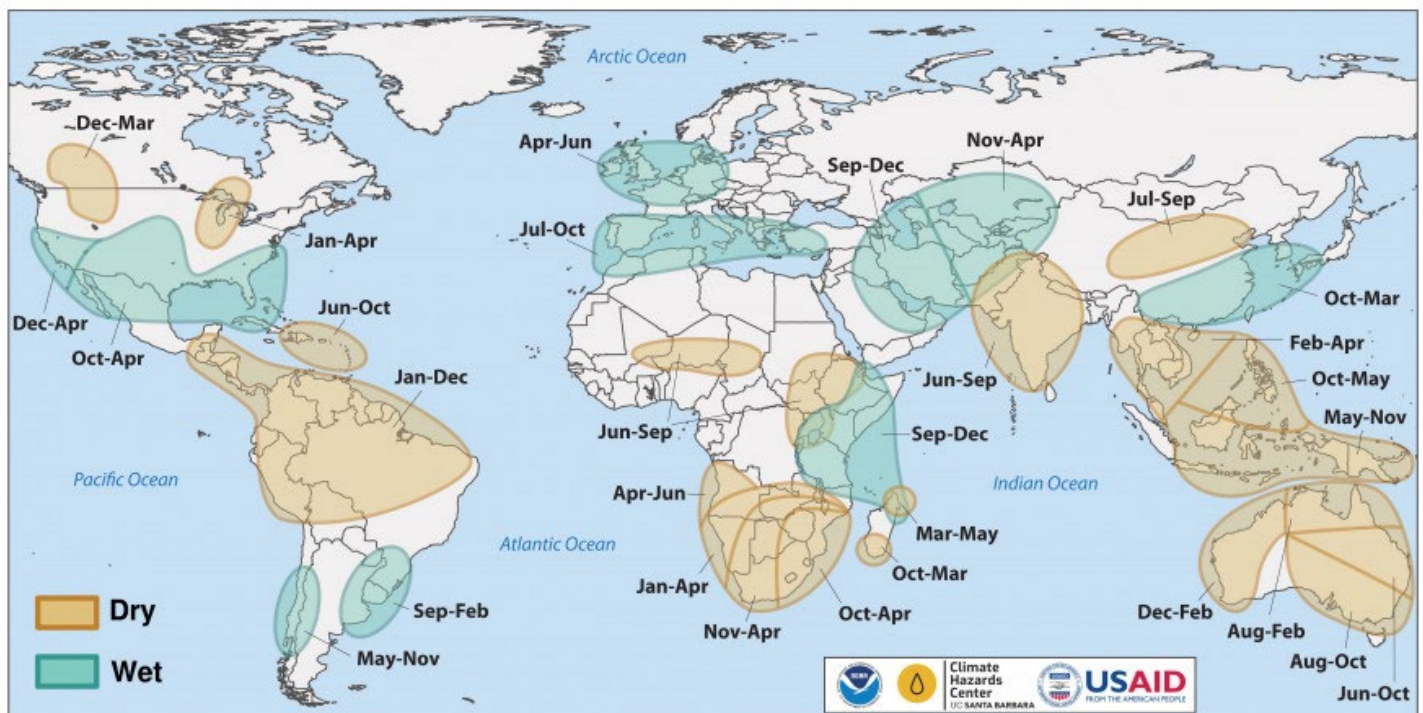 Arctic Ocean
Dec-Mar
Apr-Jun
Nov-Apr
Sep-Dec
Jul-Sep
Jul-Oct
Jan-Apr
Dec-Apr
Oct-Apr
Jun-Oct
Oct-Mar
Feb-Apr
Jan-Dec
Jun-Sep
Oct-May
May-Nov
Jun-Sep
Sep-Dec
Pacific Ocean
Indian Ocean
Apr-Jun
Atlantic Ocean
Mar-May
Oct-Mar
Jan-Apr
Oct-Apr
Nov-Apr
Sep-Feb
May-Nov
Dec-Feb
Aug-Feb
Aug-Oct
Jun-Oct
Dry
Wet
NOAA
Climate
Hazards
Center
UC SANTA BARBARA
USAID
FROM THE AMERICAN PEOPLE